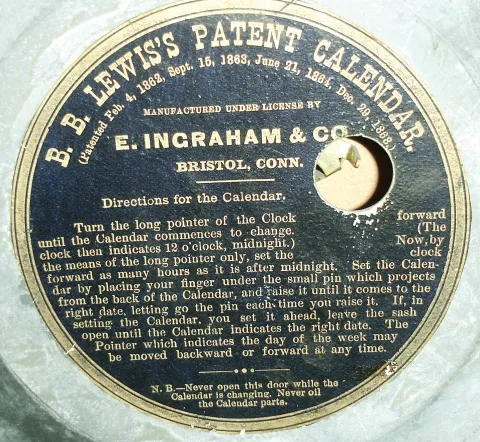 B. B. LEWIS'S PATENT CALENDAR.
(Patented Feb. 4, 1862, Sept. 15, 1863, June 21, 1864, Dec. 29, 1868.)
MANUFACTURED UNDER LICENSE BY
E. INGRAHAM & CO.
BRISTOL, CONN.
Directions for the Calendar.
Turn the long pointer of the Clock forward
until the Calendar commences to change. (The
clock then indicates 12 o'clock, midnight.) Now, by
the means of the long pointer only, set the clock
forward as many hours as it is after midnight. Set the Calen-
dar by placing your finger under the small pin which projects
from the back of the Calendar, and raise it until it comes to the
right date, letting go the pin each time you raise it. If, in
setting the Calendar, you set it ahead, leave the sash
open until the Calendar indicates the right date. The
Pointer which indicates the day of the week may
be moved backward or forward at any time.
N. B.—Never open this door while the
Calendar is changing. Never oil
the Calendar parts.